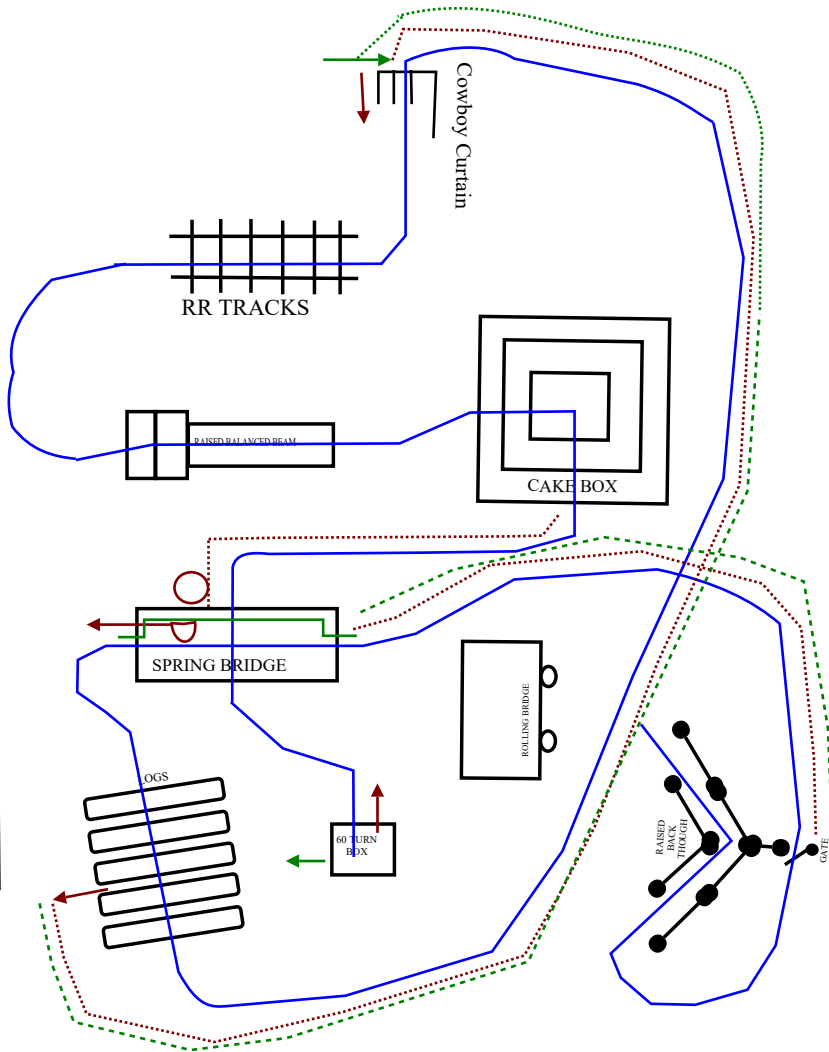 Cowboy Curtain
RR TRACKS
RAISED BALANCED BEAM
CAKE BOX
SPRING BRIDGE
ROLLING BRIDGE
LOGS
60 TURN
BOX
RAISED
BACK
THOUGH
GATE